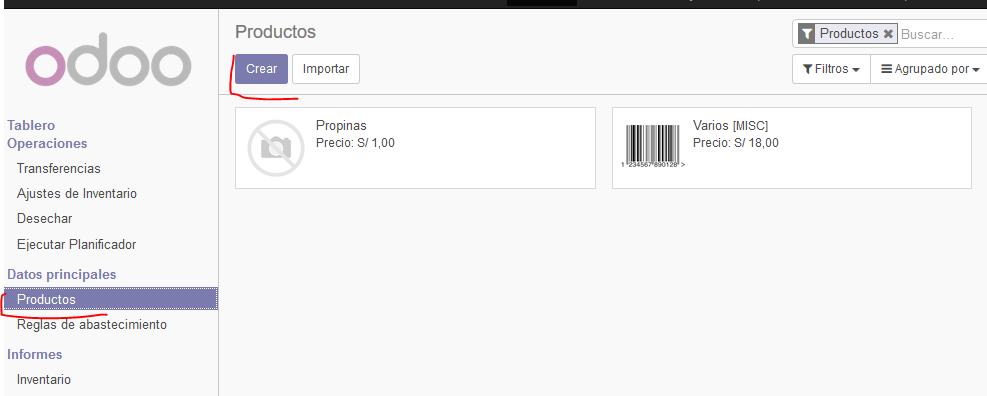 odoo
Tablero
Operaciones
Transferencias
Ajustes de Inventario
Desechar
Ejecutar Planificador
Datos principales
Productos
Reglas de abastecimiento
Informes
Inventario
Productos
Crear Importar
Productos Buscar...
Filtros Agrupado por
Propinas
Precio: S/ 1,00
Varios [MISC]
Precio: S/ 18,00
1 234567 890128 >